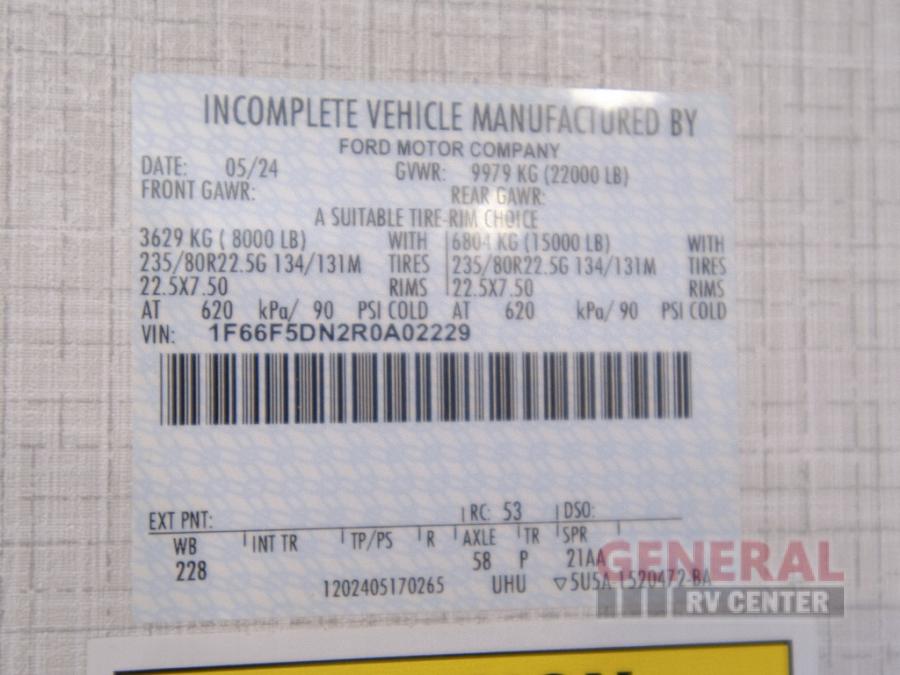 INCOMPLETE VEHICLE MANUFACTURED BY
FORD MOTOR COMPANY
DATE: 05/24 GVWR: 9979 KG (22000 LB)
FRONT GAWR: REAR GAWR:
A SUITABLE TIRE-RIM CHOICE
3629 KG ( 8000 LB) WITH 6804 KG (15000 LB) WITH
235/80R22.5G 134/131M TIRES 235/80R22.5G 134/131M TIRES
22.5X7.50 RIMS 22.5X7.50 RIMS
AT 620 kPa/ 90 PSI COLD AT 620 kPa/ 90 PSI COLD
VIN: 1F66F5DN2R0A02229
EXT PNT: RC: 53 DSO:
WB INT TR TP/PS R AXLE TR SPR
228 58 P 21AA
1202405170265 UHU ▽5USA 1520472-BA
GENERAL
RV CENTER